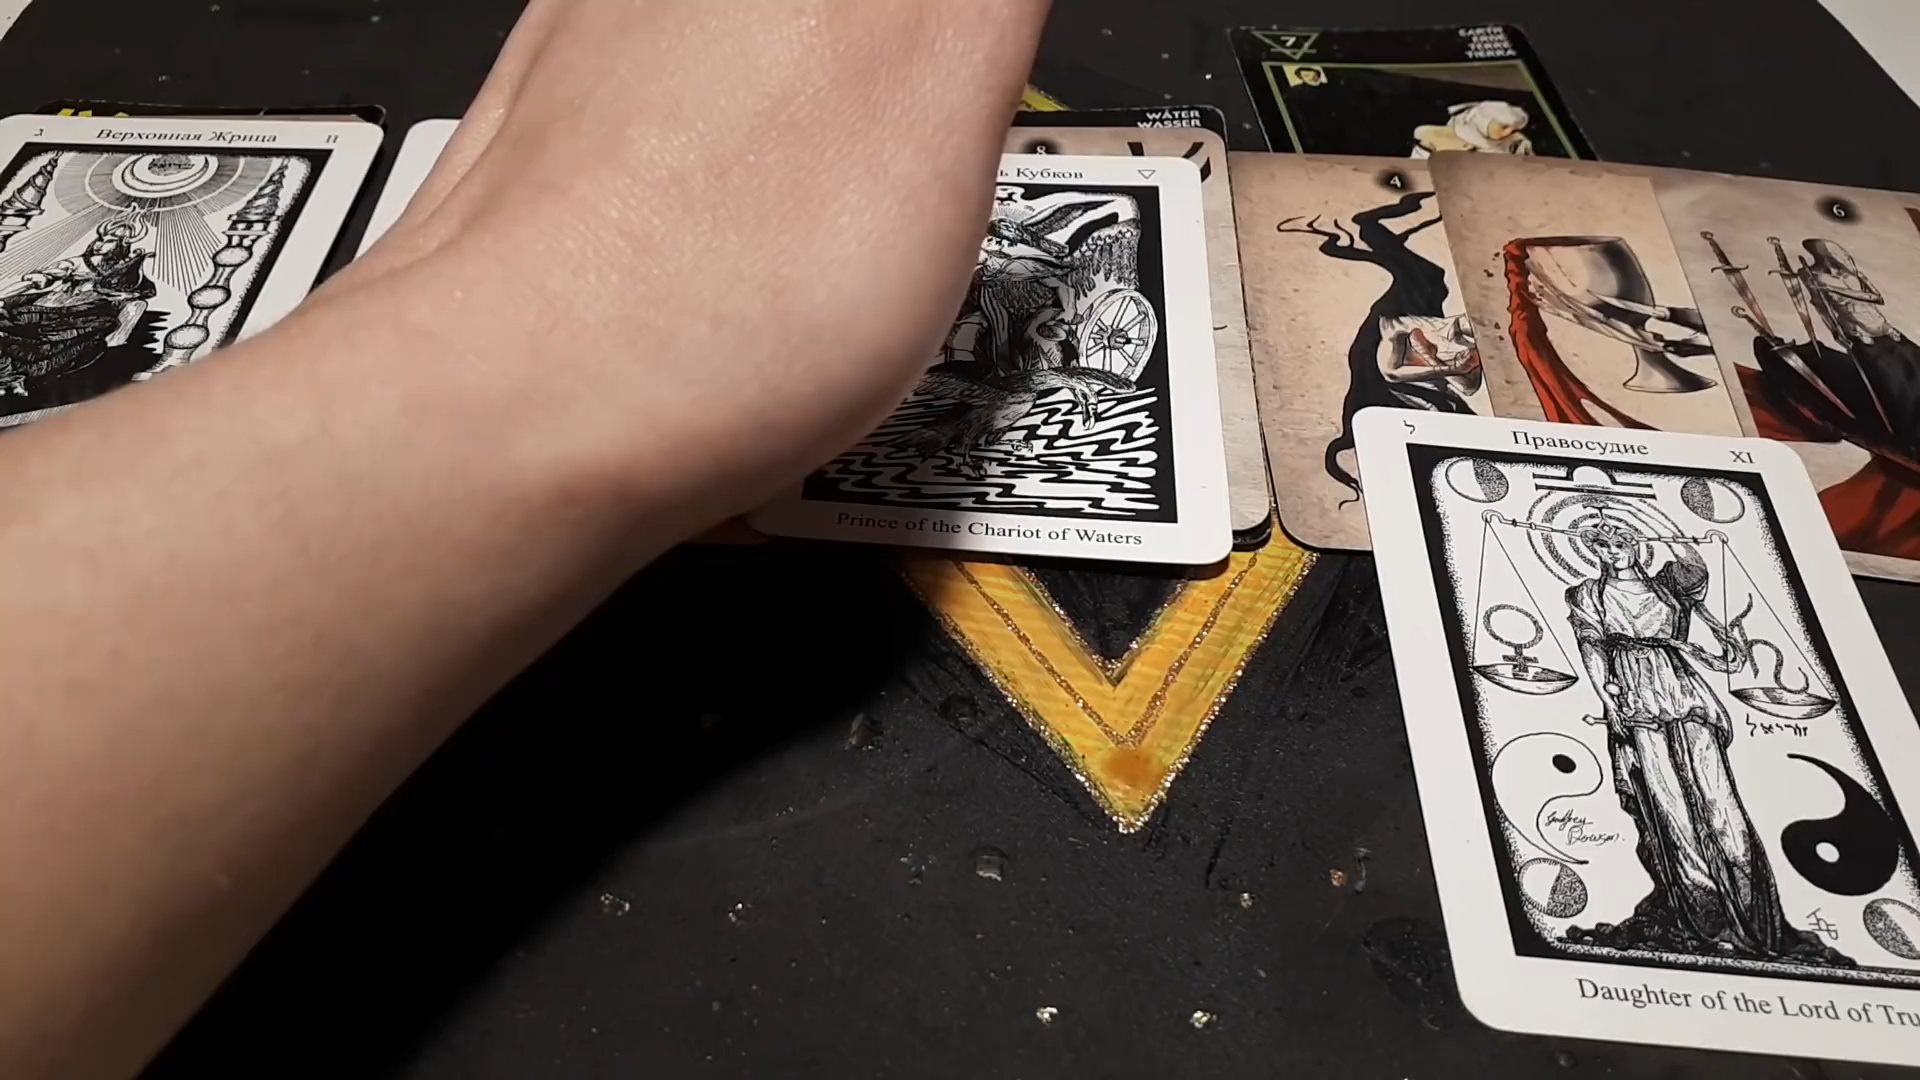 ג Верховная Жрица II
7
EARTH
ERDE
TERRE
TIERRA
WATER
WASSER
8
Кубков
Prince of the Chariot of Waters
4
6
ל Правосудие XI
Daughter of the Lord of Tru